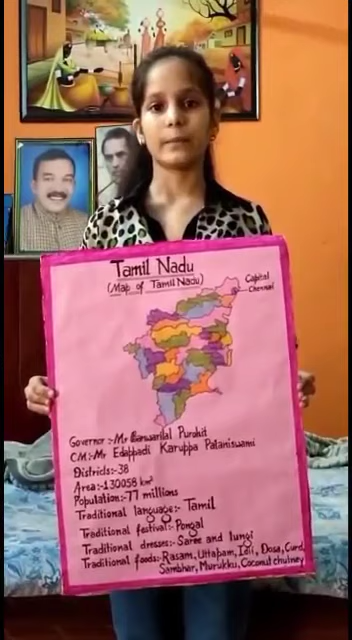 Tamil Nadu
(Map of Tamil Nadu)
Capital
Chennai
Governor :- Mr Banwarilal Purohit
C.M:-Mr Edappadi Karuppa Palaniswami
Districts:-38
Area:-130058 km²
Population:-77 millions
Traditional language:- Tamil
Traditional festival:- Pongal
Traditional dresses:- Saree and lungi
Traditional foods:-Rasam, Uttapam, Idli, Dosa, Curd,
Sambhar, Murukku, Coconut chutney